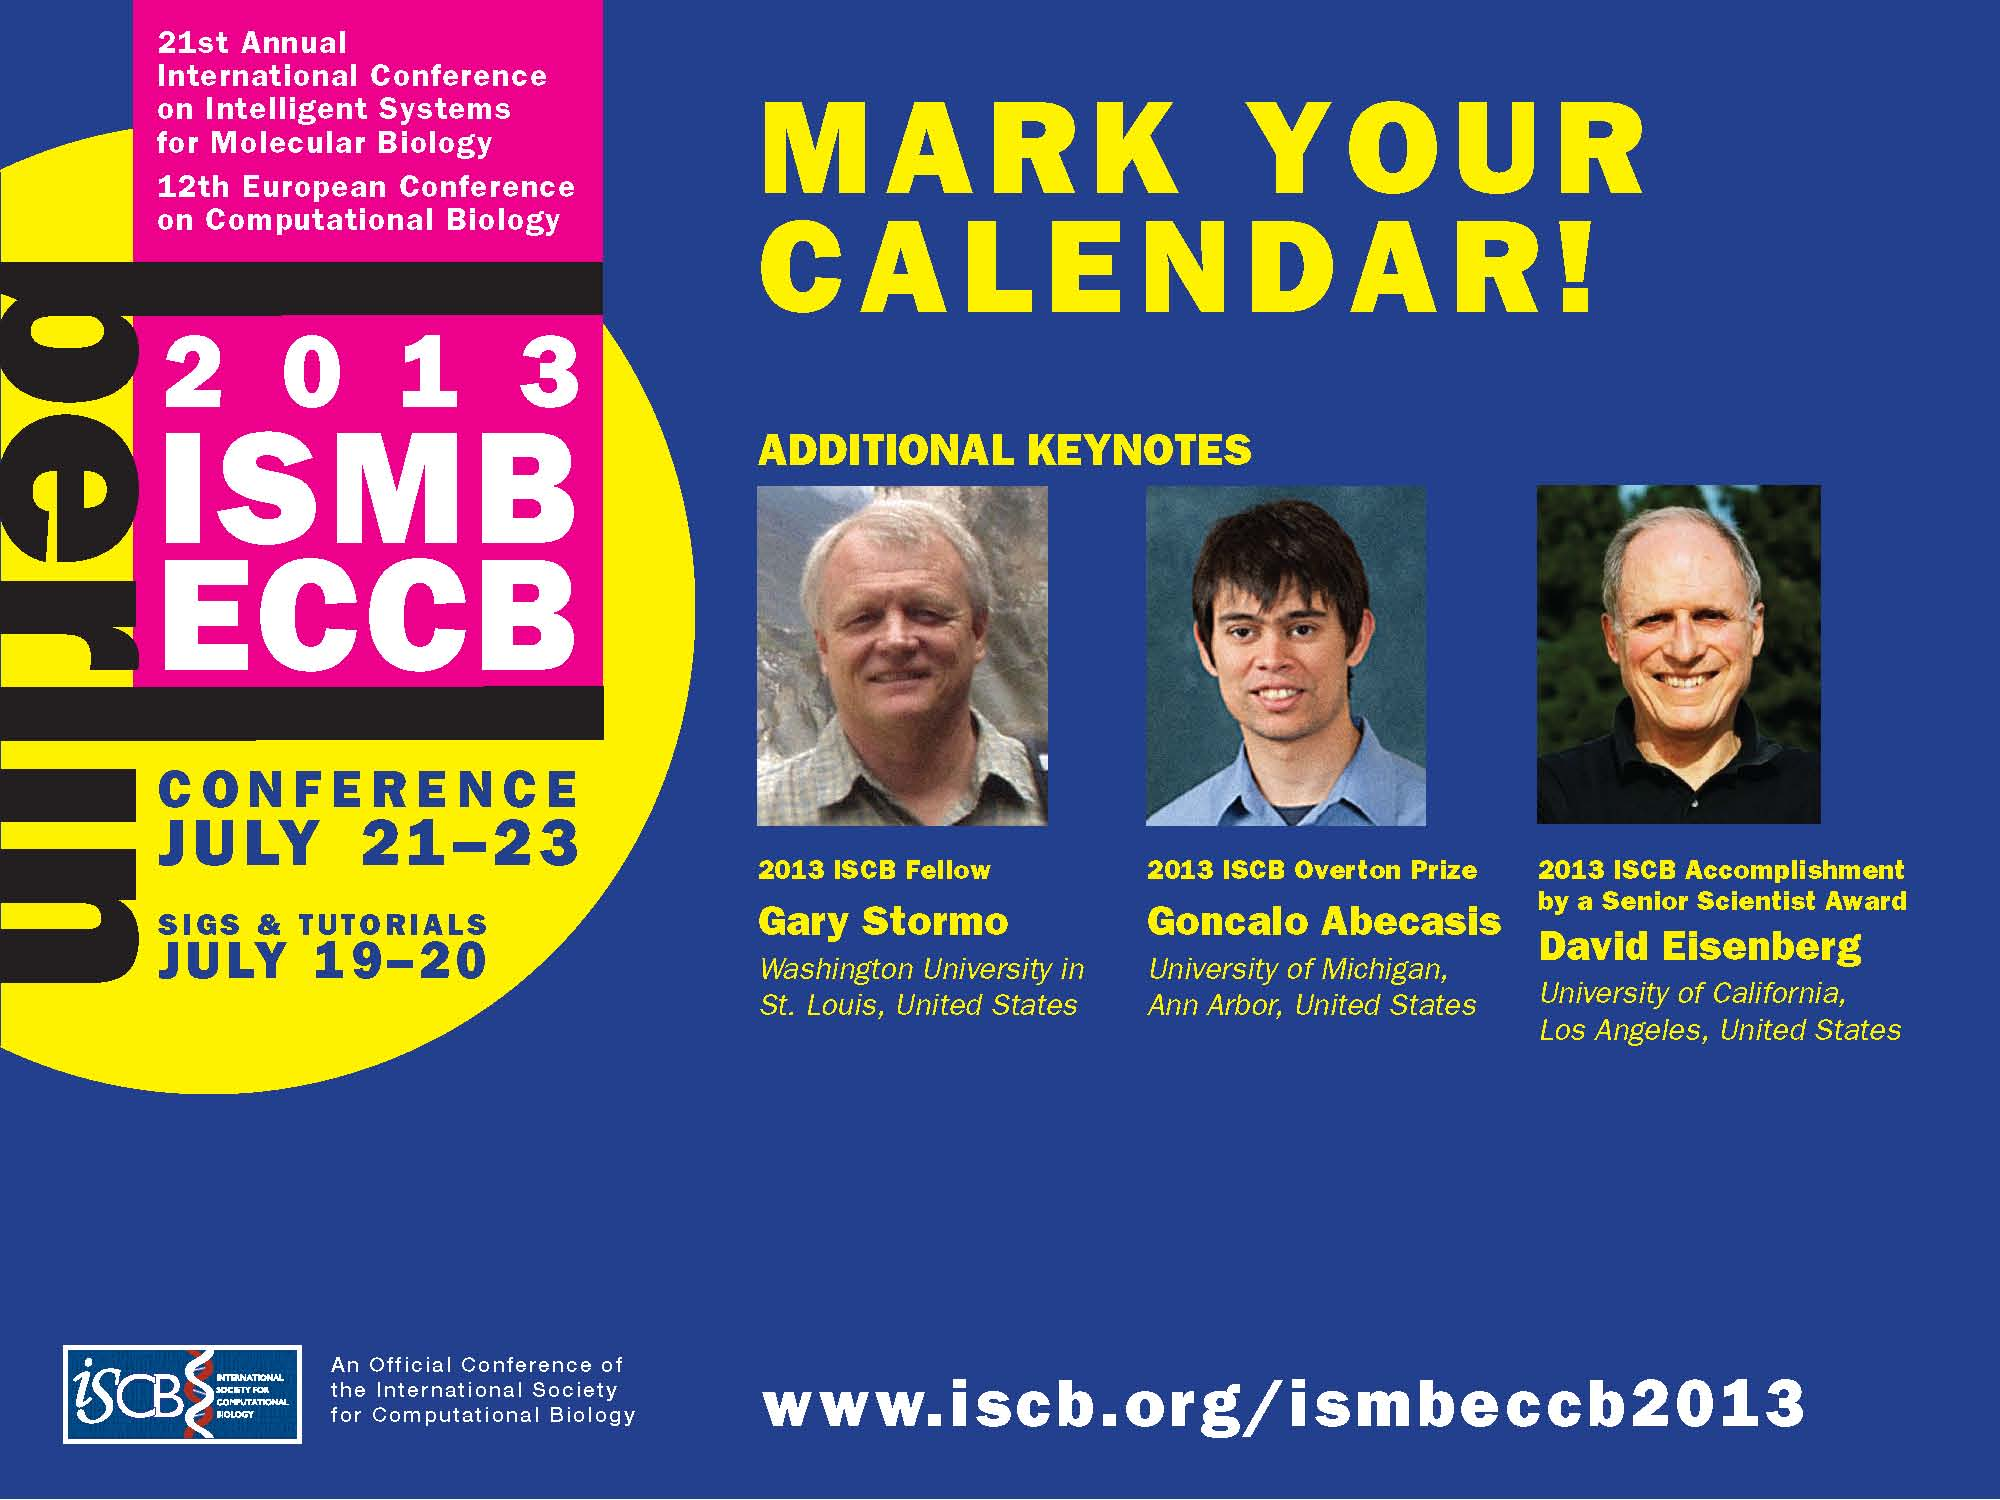 21st Annual
International Conference
on Intelligent Systems
for Molecular Biology
12th European Conference
on Computational Biology
berlin
2013
ISMB
ECCB
CONFERENCE
JULY 21–23
SIGS & TUTORIALS
JULY 19–20
MARK YOUR
CALENDAR!
ADDITIONAL KEYNOTES
2013 ISCB Fellow
Gary Stormo
Washington University in
St. Louis, United States
2013 ISCB Overton Prize
Goncalo Abecasis
University of Michigan,
Ann Arbor, United States
2013 ISCB Accomplishment
by a Senior Scientist Award
David Eisenberg
University of California,
Los Angeles, United States
iSCB
INTERNATIONAL
SOCIETY FOR
COMPUTATIONAL
BIOLOGY
An Official Conference of
the International Society
for Computational Biology
www.iscb.org/ismbeccb2013